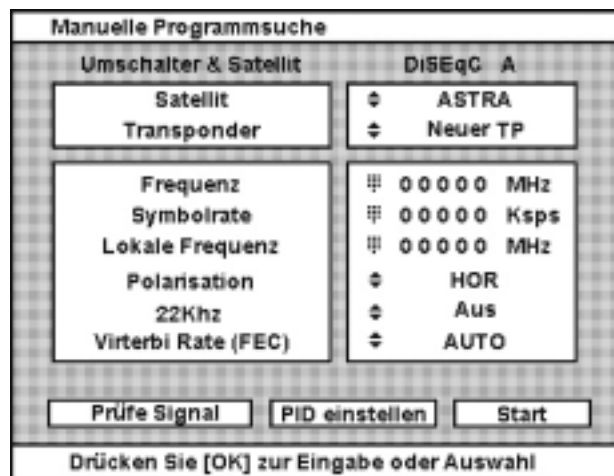 Manuelle Programmsuche
Umschalter & Satellit DiSEqC A
Satellit ASTRA
Transponder Neuer TP
Frequenz 00000 MHz
Symbolrate 00000 Ksps
Lokale Frequenz 00000 MHz
Polarisation HOR
22Khz Aus
Virterbi Rate (FEC) AUTO
Prüfe Signal PID einstellen Start
Drücken Sie [OK] zur Eingabe oder Auswahl